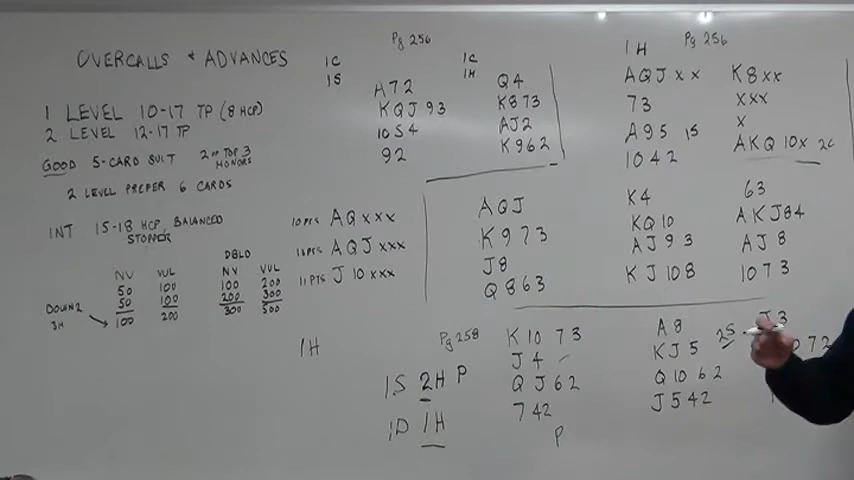 OVERCALLS + ADVANCES
1 LEVEL 10-17 TP (8 HCP)
2 LEVEL 12-17 TP
GOOD 5-CARD SUIT 2 OF TOP 3
HONORS
2 LEVEL PREFER 6 CARDS
1NT 15-18 HCP, BALANCED
STOPPER
NV VUL
50 100
50 100
100 200
DBLD
NV VUL
100 200
200 300
300 500
DOWN 2
3H
Pg 256
1C
1S
A72
KQJ93
1054
92
1C
1H
Q4
K873
AJ2
K962
10 PTS AQxxx
AQJxxx
11 PTS J10xxx
AQJ
K973
J8
Q863
1H Pg 256
AQJxx
73
A95 1S
1042
K8xx
xxx
x
AKQ10x 2C
K4
KQ10
AJ93
KJ108
63
AKJ84
AJ8
1073
1H
Pg 258
1S 2H P
1D 1H
K1073
J4
QJ62
742
P
A8
KJ5 2S
Q1062
J542
J3
72